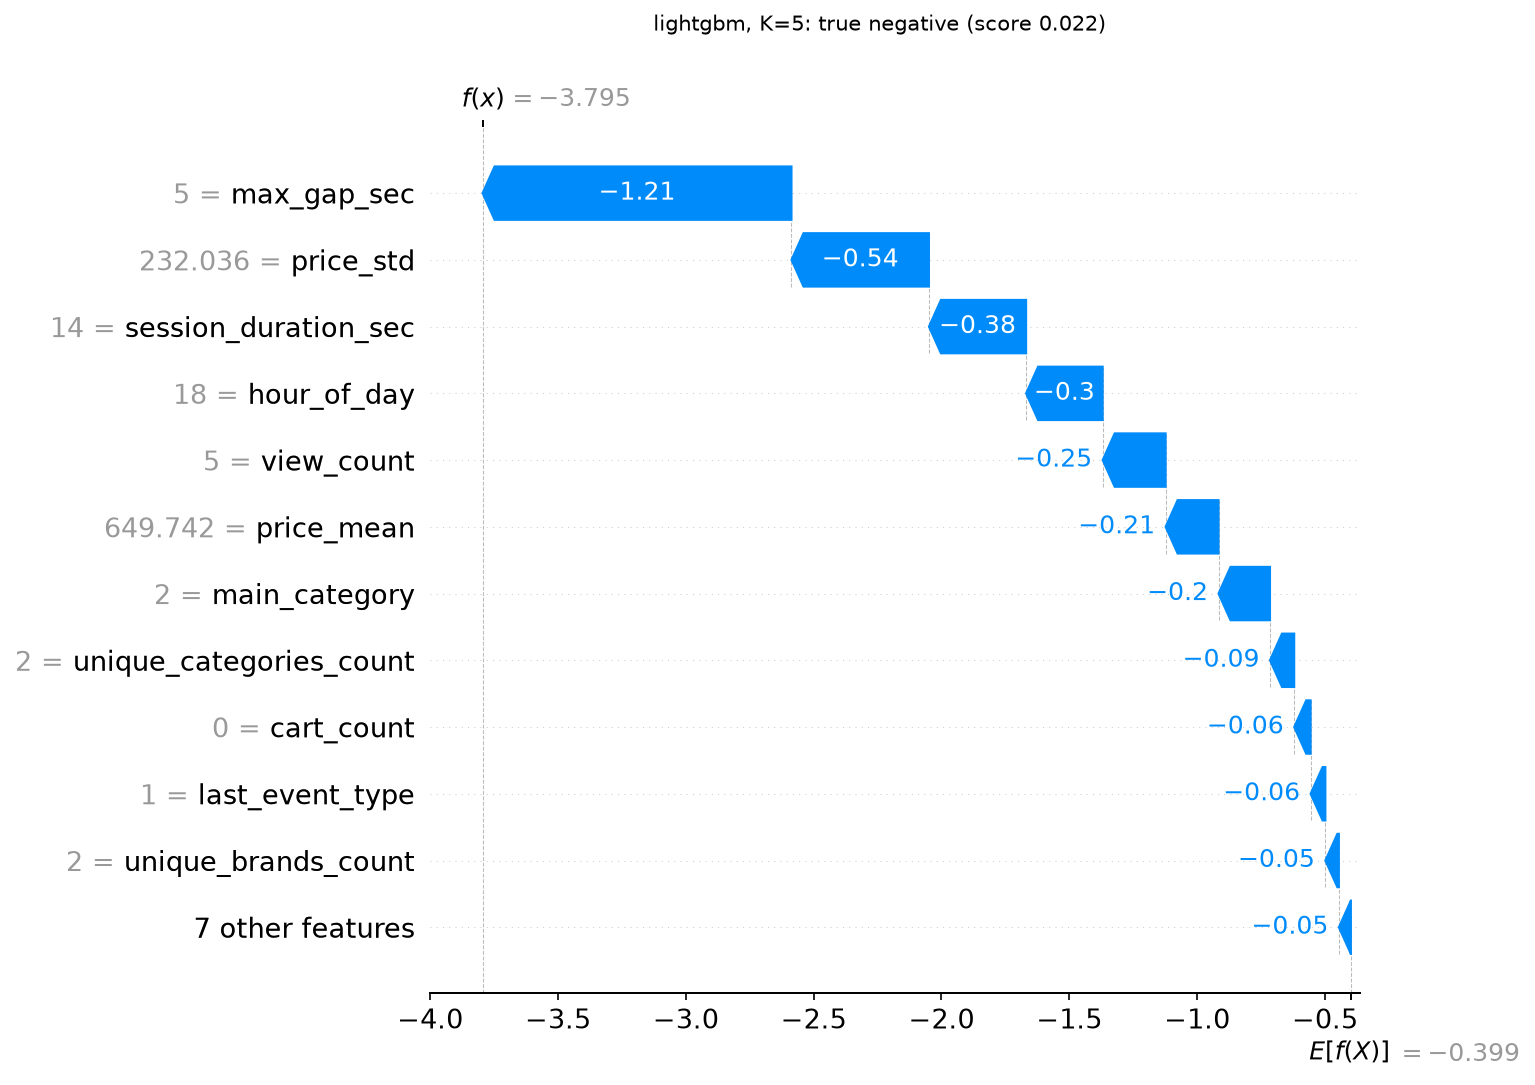 lightgbm, K=5: true negative (score 0.022)
f(x) = −3.795
5 = max_gap_sec −1.21
232.036 = price_std −0.54
14 = session_duration_sec −0.38
18 = hour_of_day −0.3
5 = view_count −0.25
649.742 = price_mean −0.21
2 = main_category −0.2
2 = unique_categories_count −0.09
0 = cart_count −0.06
1 = last_event_type −0.06
2 = unique_brands_count −0.05
7 other features −0.05
−4.0 −3.5 −3.0 −2.5 −2.0 −1.5 −1.0 −0.5
E[f(X)] = −0.399